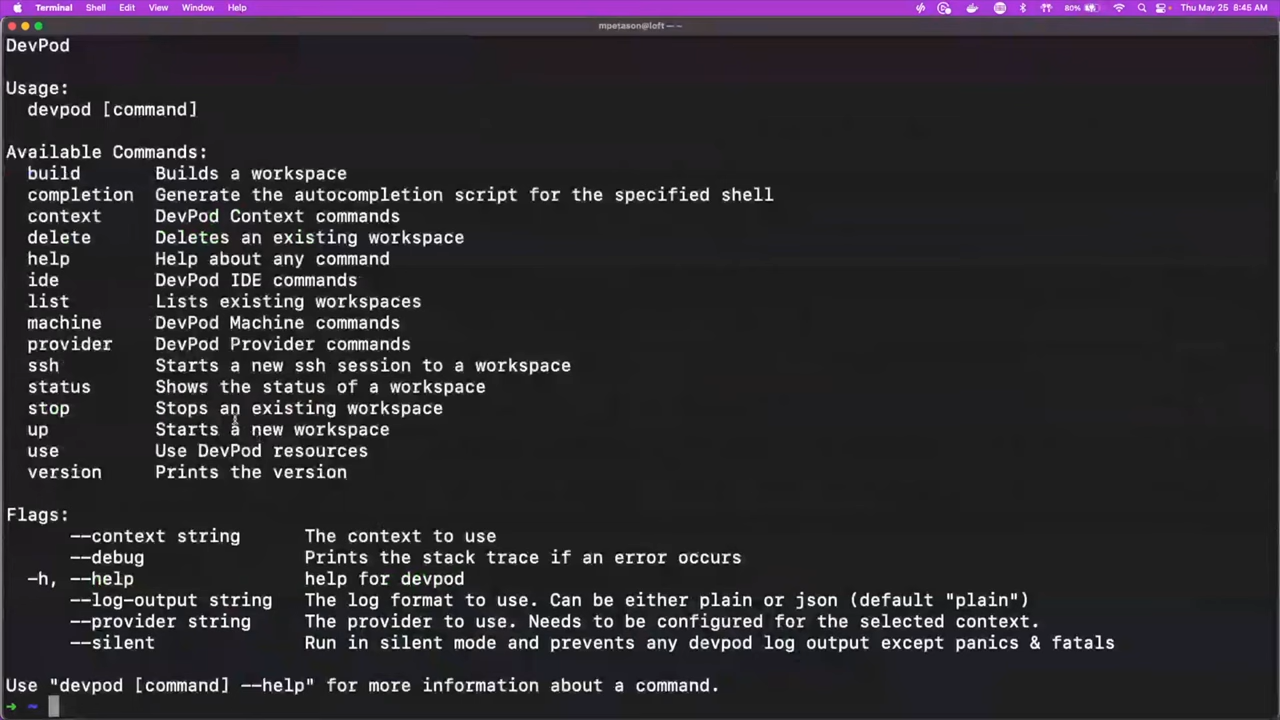 Terminal Shell Edit View Window Help 80% Thu May 25 8:45 AM
mpetason@loft — ~
DevPod
Usage:
devpod [command]
Available Commands:
build Builds a workspace
completion Generate the autocompletion script for the specified shell
context DevPod Context commands
delete Deletes an existing workspace
help Help about any command
ide DevPod IDE commands
list Lists existing workspaces
machine DevPod Machine commands
provider DevPod Provider commands
ssh Starts a new ssh session to a workspace
status Shows the status of a workspace
stop Stops an existing workspace
up Starts a new workspace
use Use DevPod resources
version Prints the version
Flags:
--context string The context to use
--debug Prints the stack trace if an error occurs
-h, --help help for devpod
--log-output string The log format to use. Can be either plain or json (default "plain")
--provider string The provider to use. Needs to be configured for the selected context.
--silent Run in silent mode and prevents any devpod log output except panics & fatals
Use "devpod [command] --help" for more information about a command.
→ ~